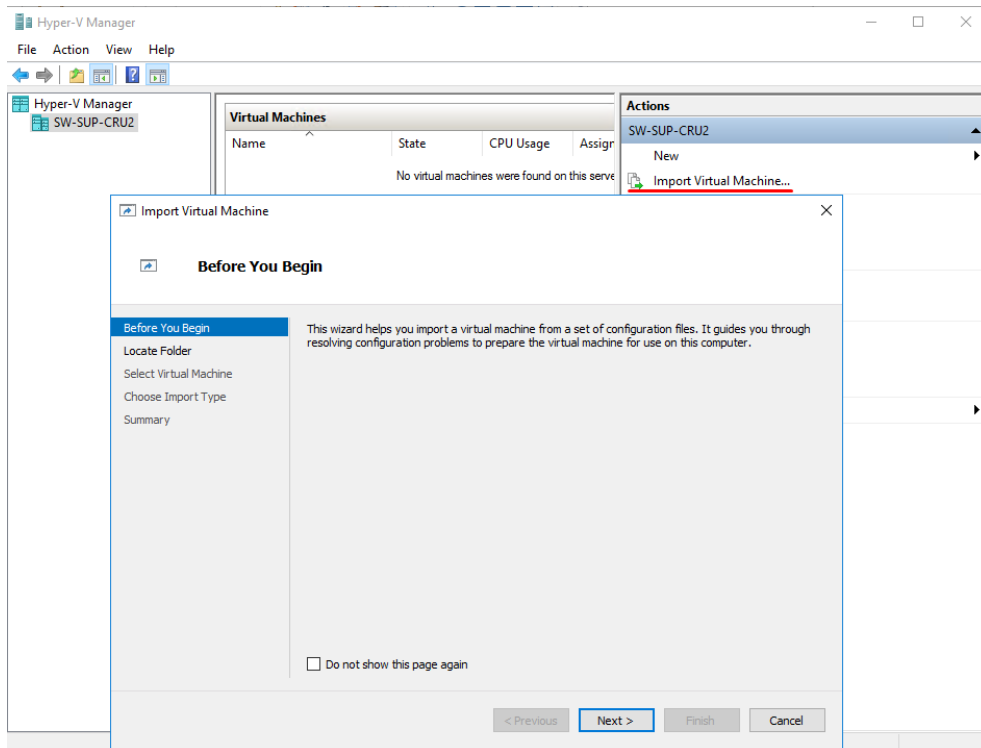 Hyper-V Manager
File Action View Help
Hyper-V Manager
SW-SUP-CRU2
Virtual Machines
Name State CPU Usage Assign
No virtual machines were found on this serve
Actions
SW-SUP-CRU2
New
Import Virtual Machine...
Import Virtual Machine
Before You Begin
Before You Begin
Locate Folder
Select Virtual Machine
Choose Import Type
Summary
This wizard helps you import a virtual machine from a set of configuration files. It guides you through
resolving configuration problems to prepare the virtual machine for use on this computer.
Do not show this page again
< Previous Next > Finish Cancel